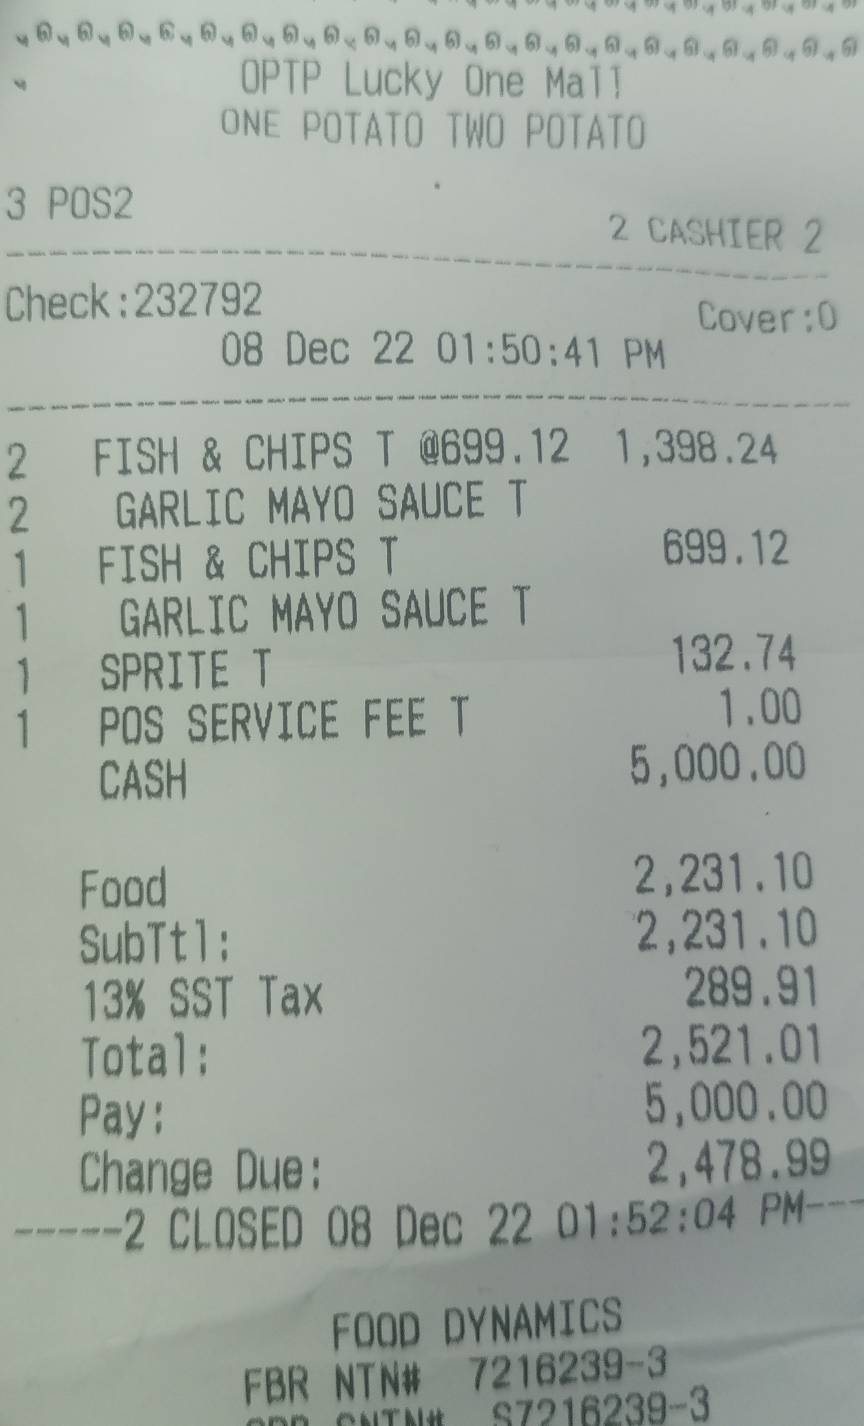 OPTP Lucky One Mall
ONE POTATO TWO POTATO
3 POS2
2 CASHIER 2
Check:232792
Cover:0
08 Dec 22 01:50:41 PM
2 FISH & CHIPS T @699.12 1,398.24
2 GARLIC MAYO SAUCE T
1 FISH & CHIPS T 699.12
1 GARLIC MAYO SAUCE T
1 SPRITE T 132.74
1 POS SERVICE FEE T 1.00
CASH 5,000.00
Food 2,231.10
SubTtl: 2,231.10
13% SST Tax 289.91
Total: 2,521.01
Pay: 5,000.00
Change Due: 2,478.99
-----2 CLOSED 08 Dec 22 01:52:04 PM---
FOOD DYNAMICS
FBR NTN# 7216239-3
SNTN# S7216239-3